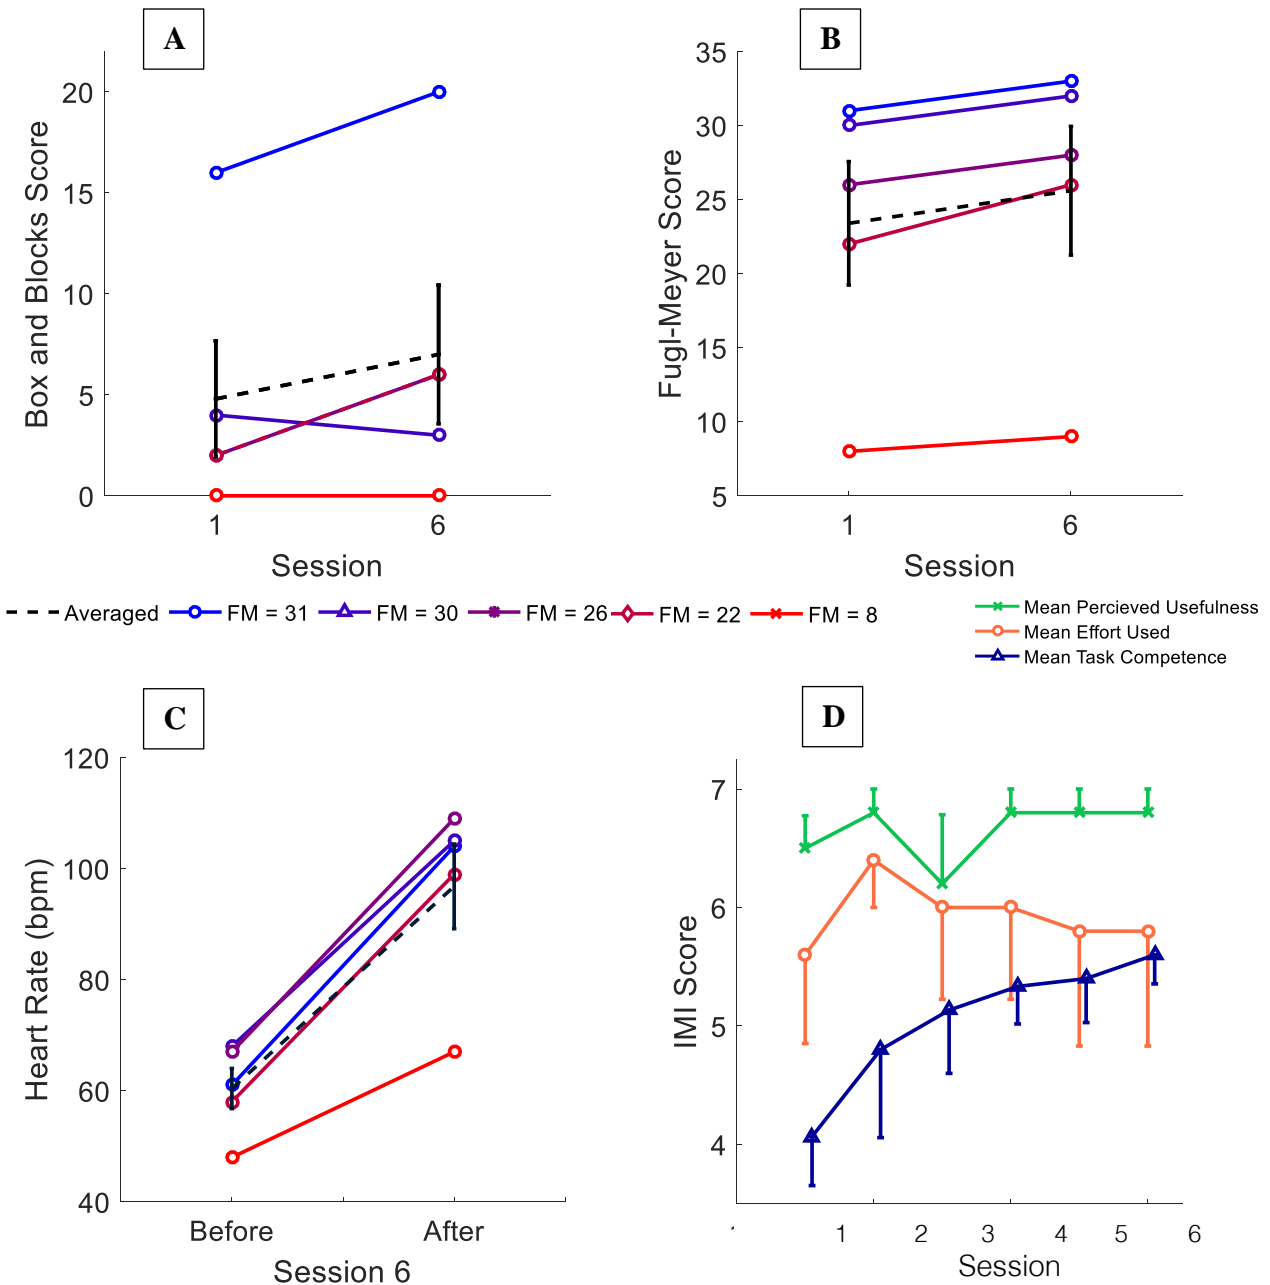 A
B
20
15
10
5
0
Box and Blocks Score
1
6
Session
35
30
25
20
15
10
5
Fugl-Meyer Score
1
6
Session
Averaged FM = 31 FM = 30 FM = 26 FM = 22 FM = 8
Mean Percieved Usefulness
Mean Effort Used
Mean Task Competence
C
D
120
100
80
60
40
Heart Rate (bpm)
Before After
Session 6
7
6
5
4
IMI Score
1 2 3 4 5 6
Session